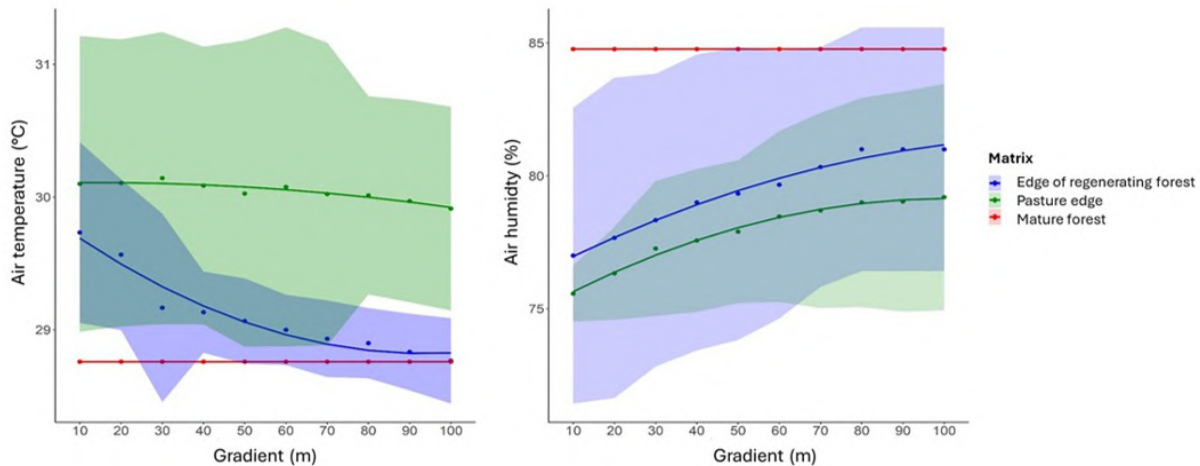 31
30
29
Air temperature (°C)
10 20 30 40 50 60 70 80 90 100
Gradient (m)
85
80
75
Air humidty (%)
10 20 30 40 50 60 70 80 90 100
Gradient (m)
Matrix
Edge of regenerating forest
Pasture edge
Mature forest